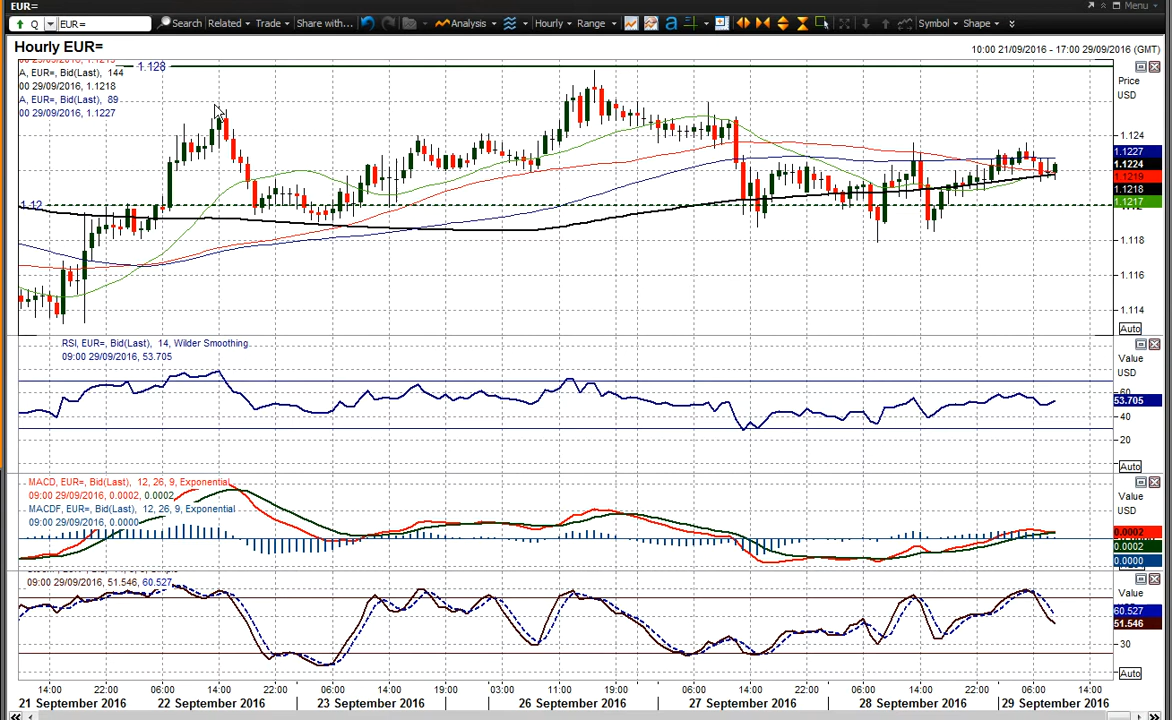 EUR=
Menu
Q EUR= Search Related Trade Share with... Analysis Hourly Range a Symbol Shape
Hourly EUR=
10:00 21/09/2016 - 17:00 29/09/2016 (GMT)
1.128
A, EUR=, Bid(Last), 144
00 29/09/2016, 1.1218
A, EUR=, Bid(Last), 89
00 29/09/2016, 1.1227
1.12
Price
USD
1.124
1.1227
1.1224
1.1219
1.1218
1.1217
1.118
1.116
1.114
Auto
RSI, EUR=, Bid(Last), 14, Wilder Smoothing
09:00 29/09/2016, 53.705
Value
USD
60
53.705
40
20
Auto
MACD, EUR=, Bid(Last), 12, 26, 9, Exponential
09:00 29/09/2016, 0.0002, 0.0002
MACDF, EUR=, Bid(Last), 12, 26, 9, Exponential
09:00 29/09/2016, 0.0000
Value
USD
0.0002
0.0002
0.0000
09:00 29/09/2016, 51.546, 60.527
Value
60.527
51.546
30
Auto
14:00 22:00 06:00 14:00 22:00 06:00 14:00 19:00 03:00 11:00 19:00 06:00 14:00 22:00 06:00 14:00 22:00 06:00 14:00
21 September 2016 22 September 2016 23 September 2016 26 September 2016 27 September 2016 28 September 2016 29 September 2016